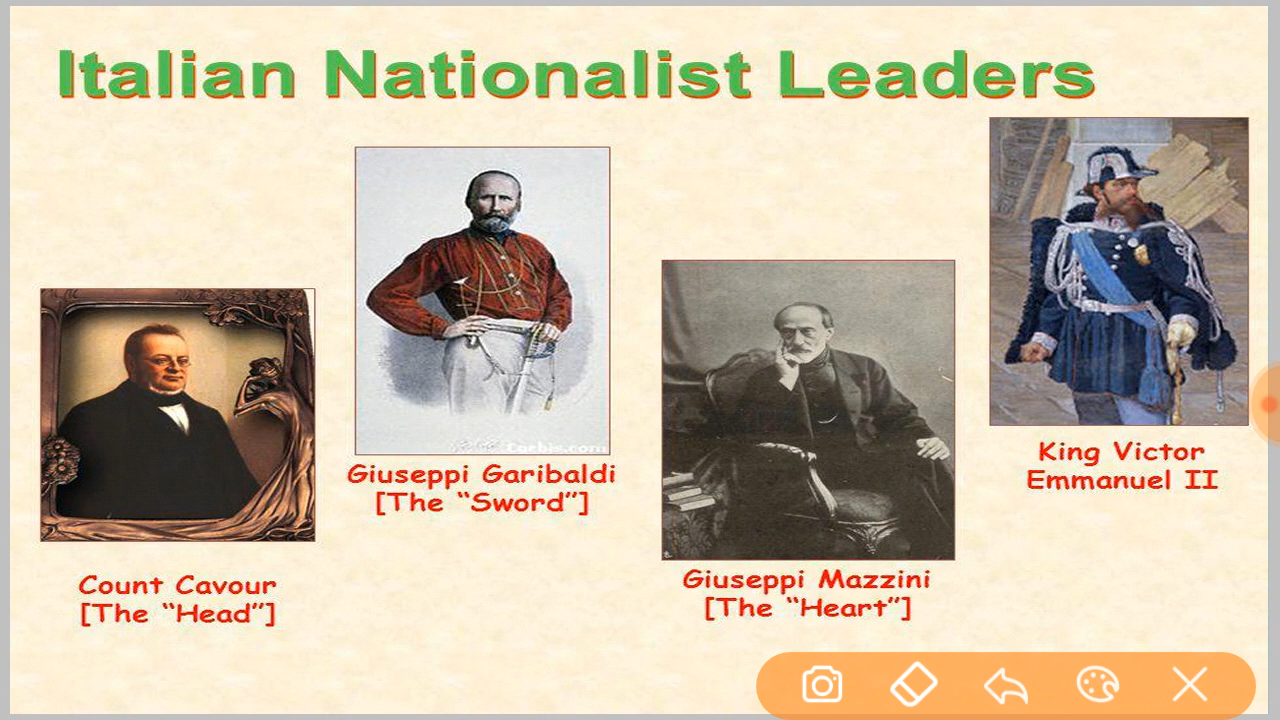 Italian Nationalist Leaders
Giuseppi Garibaldi
[The “Sword”]
King Victor
Emmanuel II
Count Cavour
[The “Head”]
Giuseppi Mazzini
[The “Heart”]